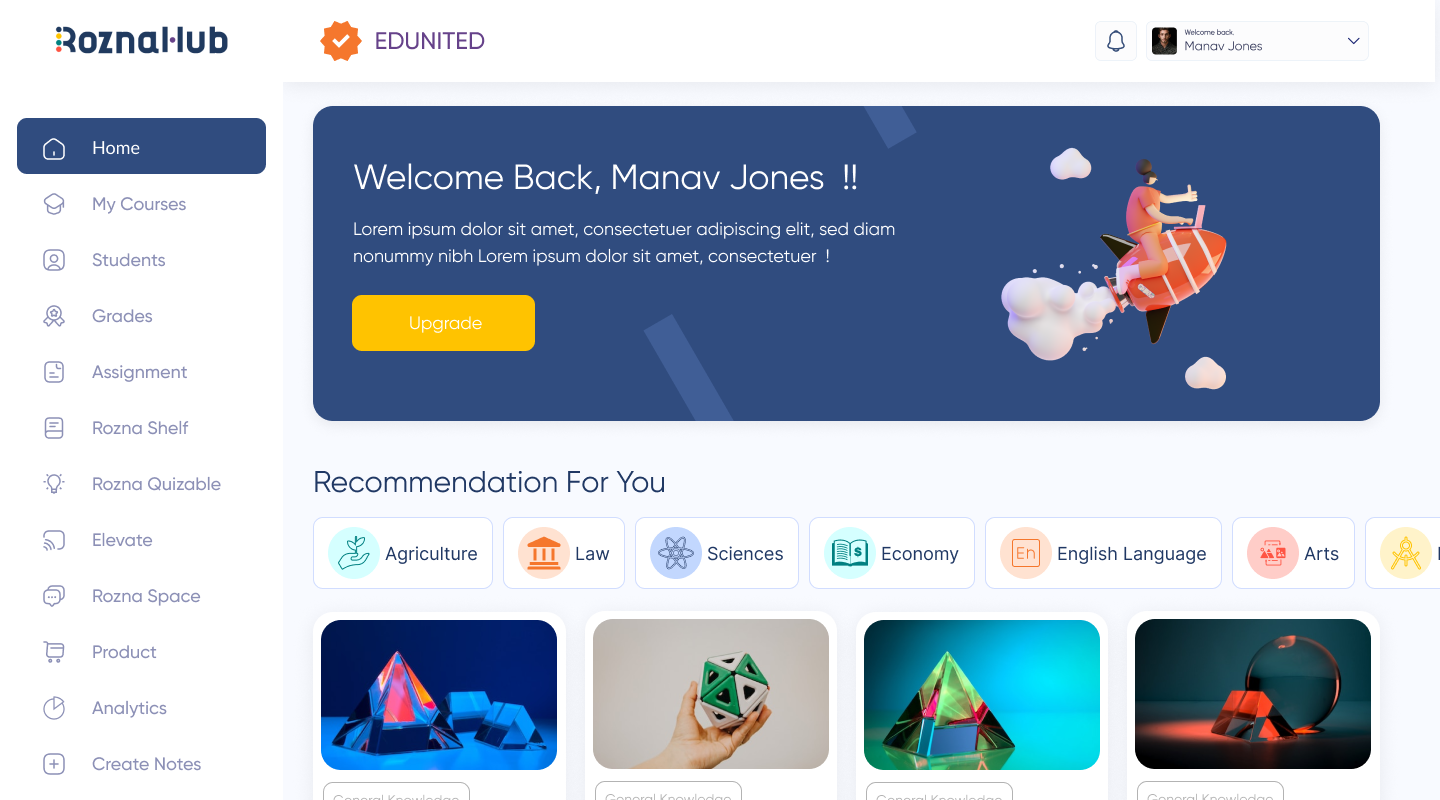 RoznaHub
EDUNITED
Welcome back,
Manav Jones
Home
My Courses
Students
Grades
Assignment
Rozna Shelf
Rozna Quizable
Elevate
Rozna Space
Product
Analytics
Create Notes
Welcome Back, Manav Jones !!
Lorem ipsum dolor sit amet, consectetuer adipiscing elit, sed diam
nonummy nibh Lorem ipsum dolor sit amet, consectetuer !
Upgrade
Recommendation For You
Agriculture
Law
Sciences
$
Economy
En
English Language
Arts
General Knowledge
General Knowledge
General Knowledge
General Knowledge